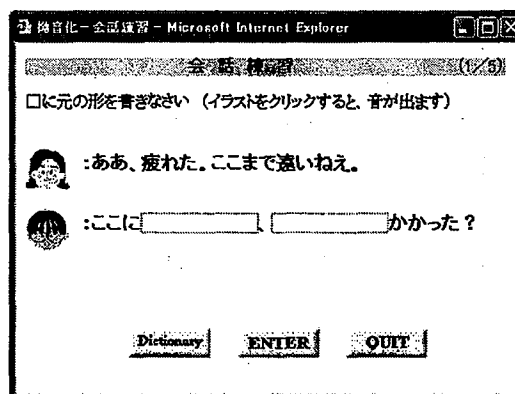 撥音化-会話練習 - Microsoft Internet Explorer
会話練習 (1/5)
□に元の形を書きなさい (イラストをクリックすると、音が出ます)
:ああ、疲れた。ここまで遠いねえ。
:ここに□、□かかった?
Dictionary ENTER QUIT